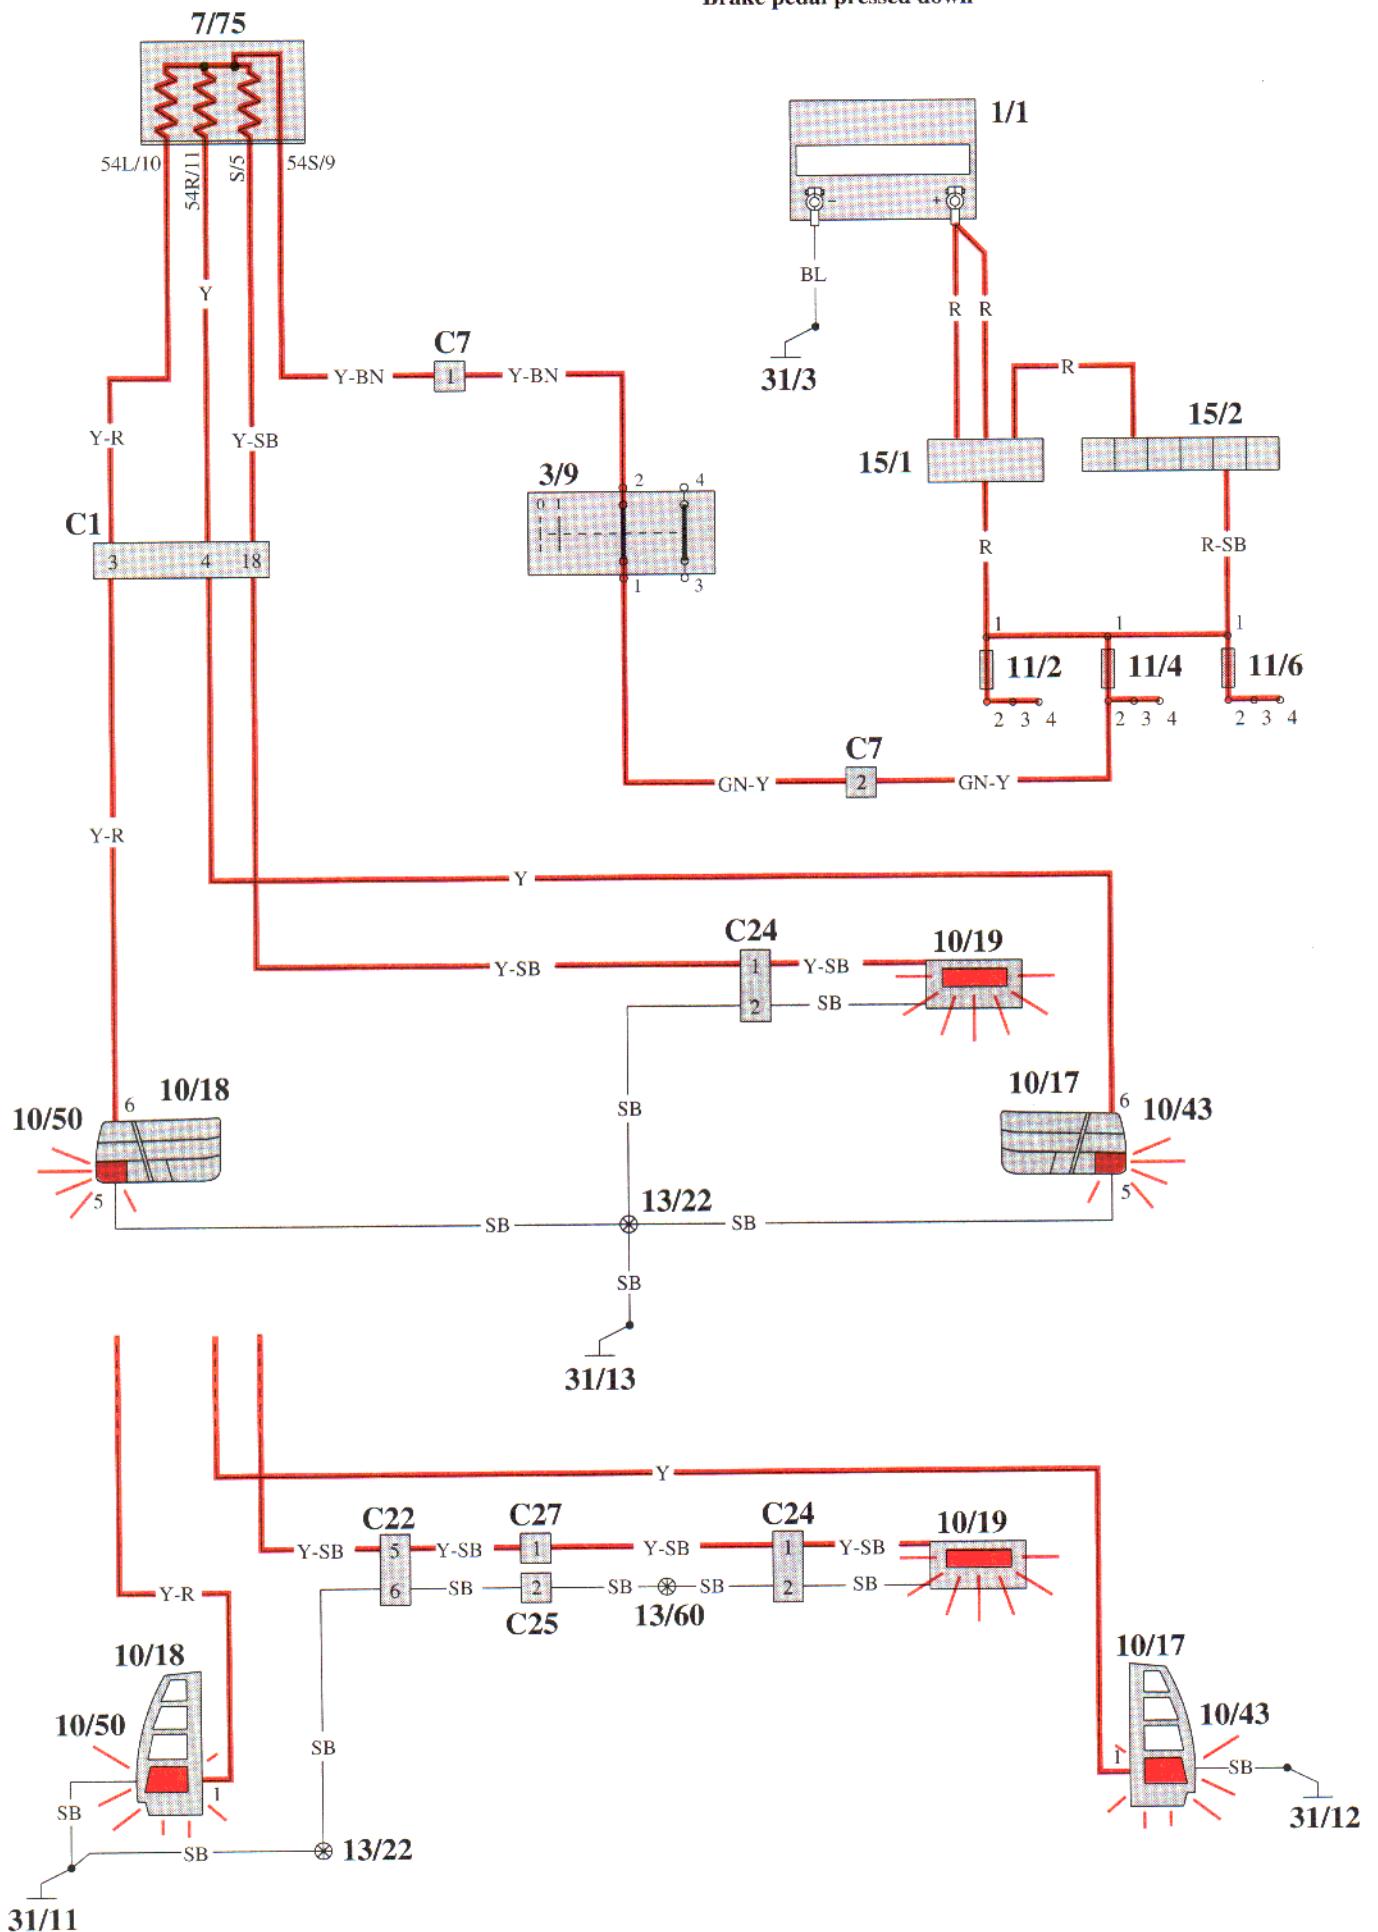 Brake pedal pressed down
7/75
1/1
54L/10
54R/11
S/5
54S/9
- +
Y
BL
R R
C7
Y-BN 1 Y-BN
31/3
R
15/2
Y-R
Y-SB
15/1
3/9
2 4
0 1
C1
3 4 18
1 3
R
R-SB
1 1 1
11/2 11/4 11/6
2 3 4 2 3 4 2 3 4
C7
GN-Y 2 GN-Y
Y-R
Y
C24
10/19
Y-SB 1 Y-SB
2 SB
10/18
10/17
6
6
10/50
10/43
SB
5
5
13/22
SB SB
SB
31/13
Y
C22 C27 C24 10/19
Y-SB 5 Y-SB 1 Y-SB 1 Y-SB
6 SB 2 SB SB 2 SB
Y-R
C25 13/60
10/18
10/17
10/50
10/43
SB
1
1
SB
SB
31/12
SB 13/22
31/11